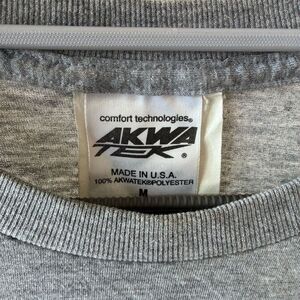 comfort technologies®
AKWA
TEK ®
MADE IN U.S.A.
100% AKWATEK®POLYESTER
M